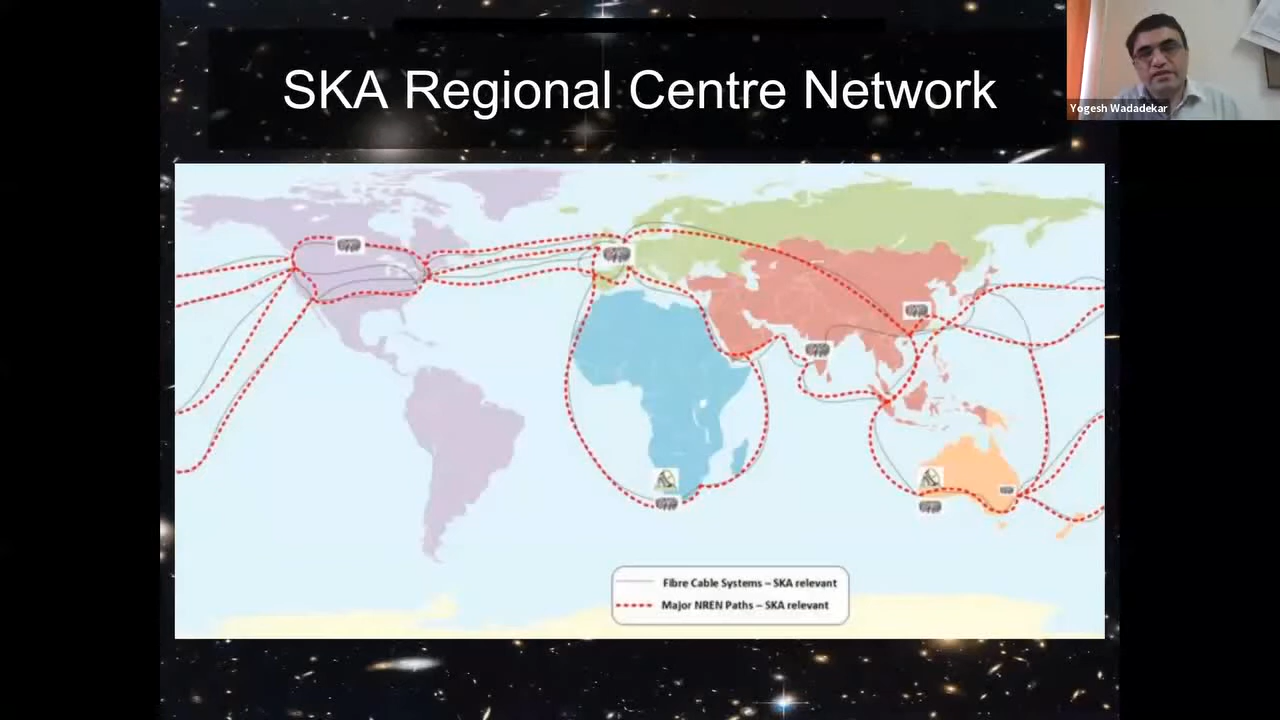 SKA Regional Centre Network
Yogesh Wadadekar
Fibre Cable Systems – SKA relevant
Major NREN Paths – SKA relevant